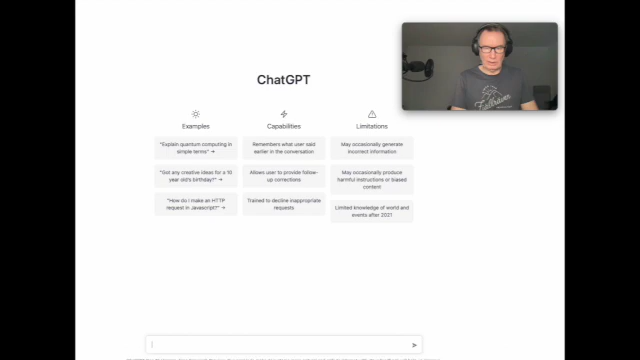 ChatGPT
Examples
"Explain quantum computing in
simple terms" →
"Got any creative ideas for a 10
year old's birthday?" →
"How do I make an HTTP
request in Javascript?" →
Capabilities
Remembers what user said
earlier in the conversation
Allows user to provide follow-
up corrections
Trained to decline inappropriate
requests
Limitations
May occasionally generate
incorrect information
May occasionally produce
harmful instructions or biased
content
Limited knowledge of world and
events after 2021